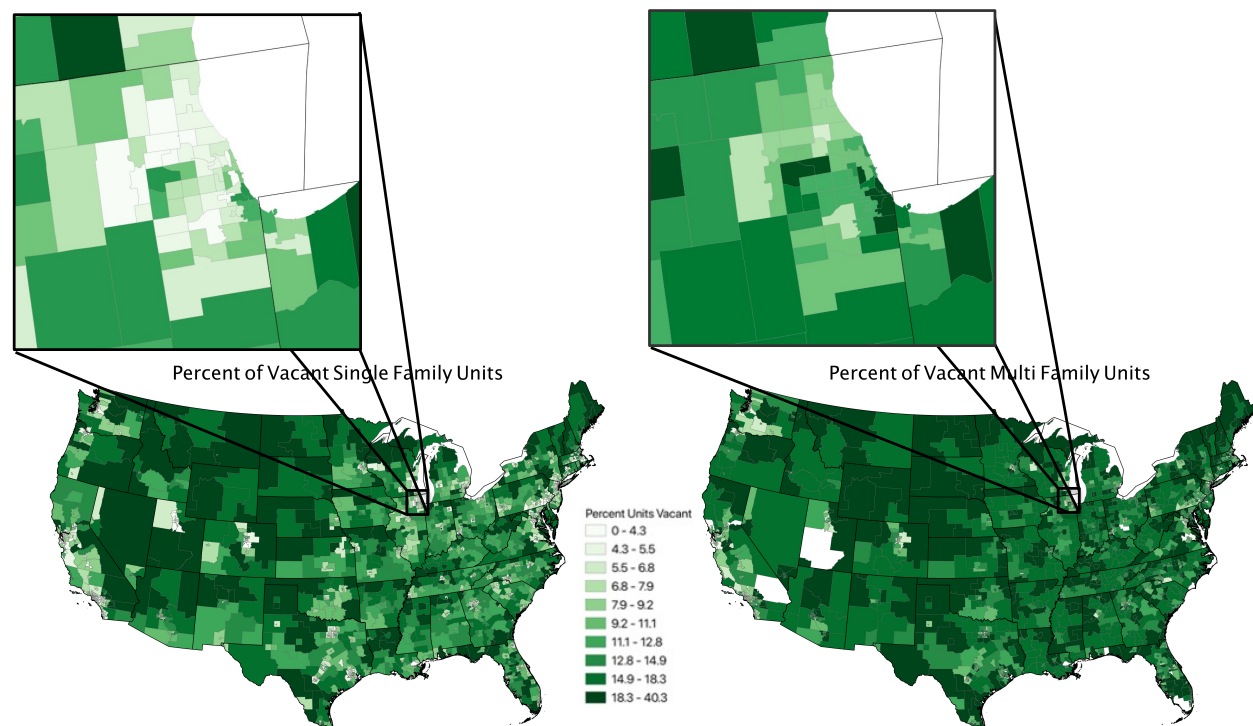 Percent of Vacant Single Family Units
Percent of Vacant Multi Family Units
Percent Units Vacant
0 - 4.3
4.3 - 5.5
5.5 - 6.8
6.8 - 7.9
7.9 - 9.2
9.2 - 11.1
11.1 - 12.8
12.8 - 14.9
14.9 - 18.3
18.3 - 40.3